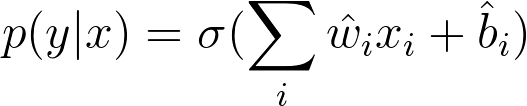 p(y|x) = σ(∑_i ŵ_i x_i + b̂_i)